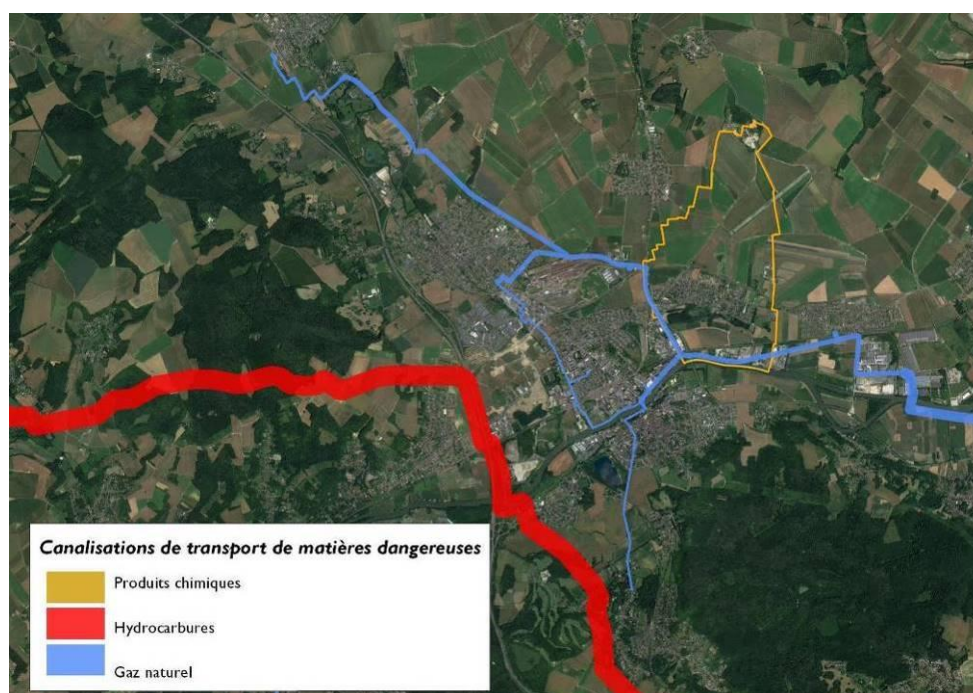 Canalisations de transport de matières dangereuses
Produits chimiques
Hydrocarbures
Gaz naturel